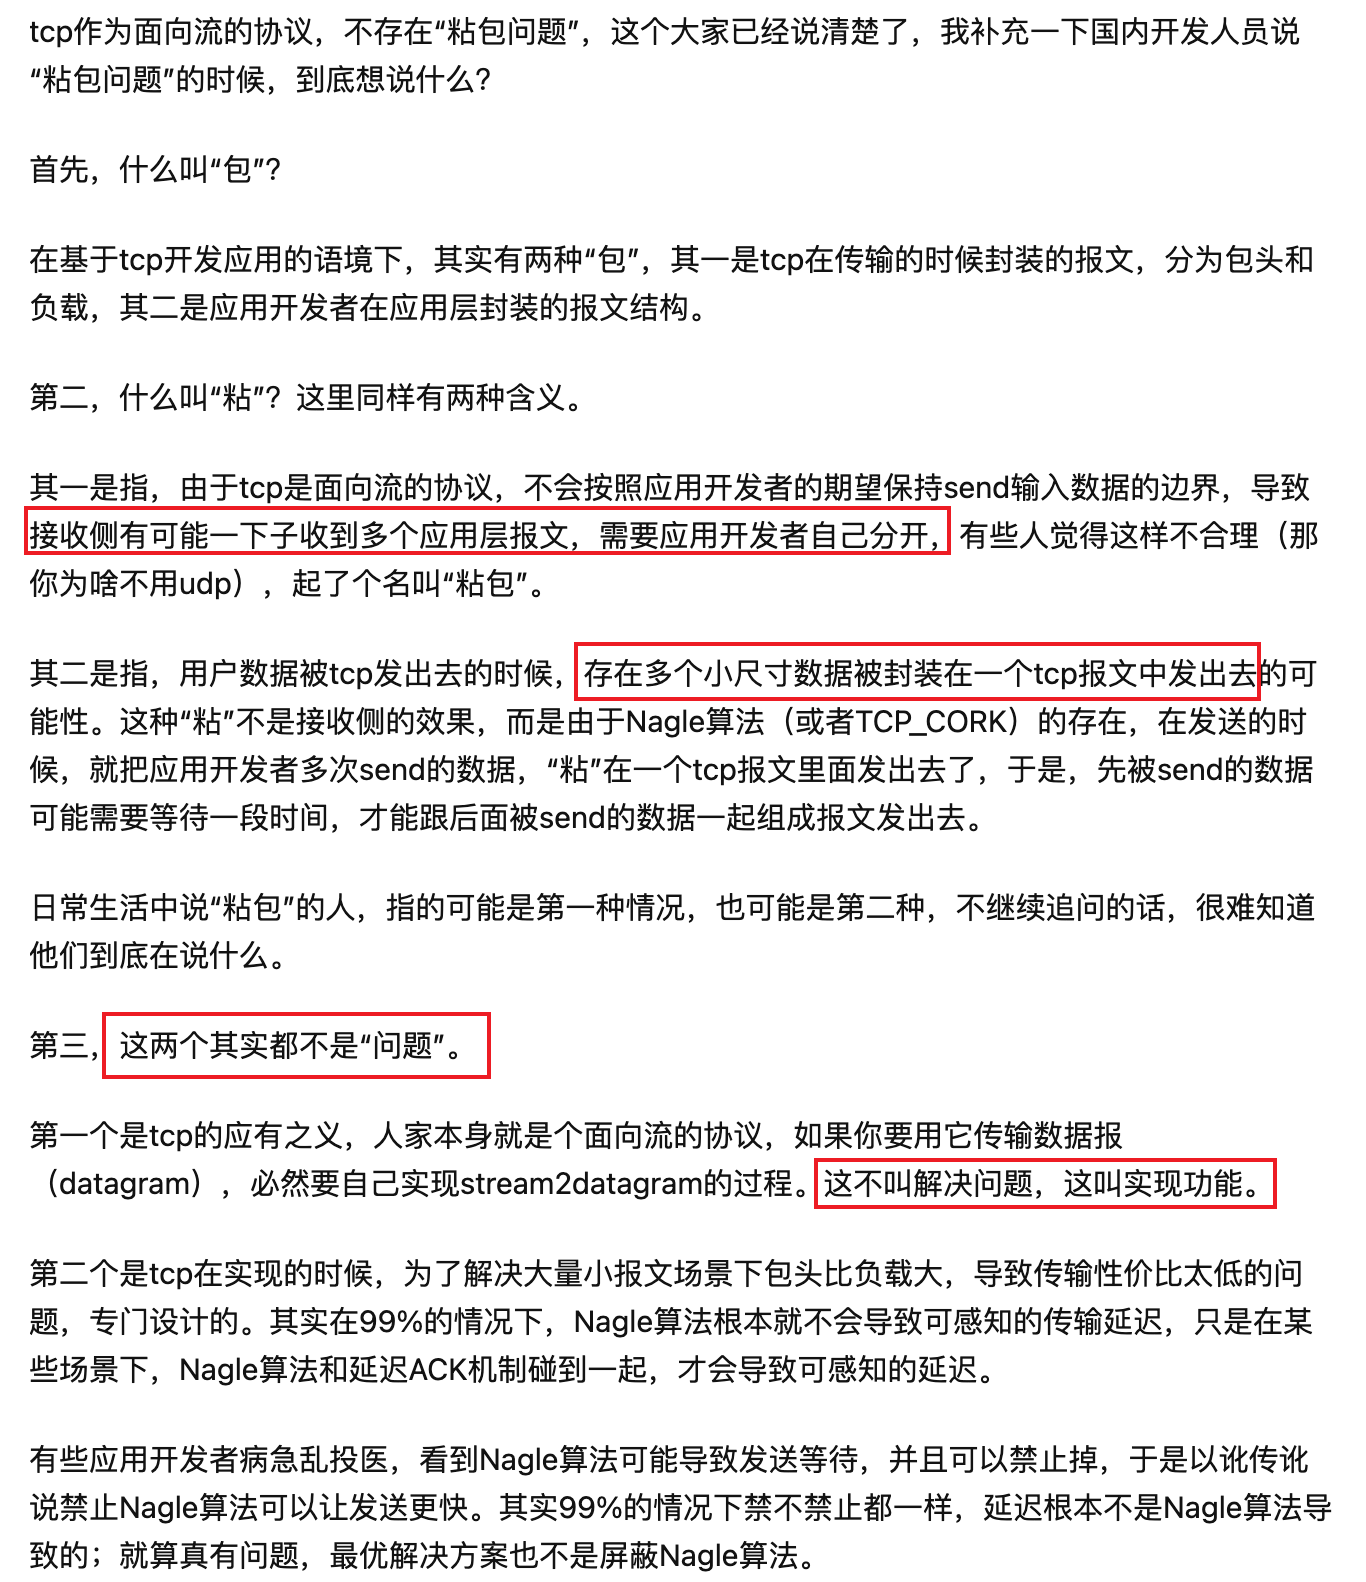 tcp作为面向流的协议，不存在“粘包问题”，这个大家已经说清楚了，我补充一下国内开发人员说
“粘包问题”的时候，到底想说什么？
首先，什么叫“包”？
在基于tcp开发应用的语境下，其实有两种“包”，其一是tcp在传输的时候封装的报文，分为包头和
负载，其二是应用开发者在应用层封装的报文结构。
第二，什么叫“粘”？这里同样有两种含义。
其一是指，由于tcp是面向流的协议，不会按照应用开发者的期望保持send输入数据的边界，导致
接收侧有可能一下子收到多个应用层报文，需要应用开发者自己分开，有些人觉得这样不合理（那
你为啥不用udp），起了个名叫“粘包”。
其二是指，用户数据被tcp发出去的时候，存在多个小尺寸数据被封装在一个tcp报文中发出去的可
能性。这种“粘”不是接收侧的效果，而是由于Nagle算法（或者TCP_CORK）的存在，在发送的时
候，就把应用开发者多次send的数据，“粘”在一个tcp报文里面发出去了，于是，先被send的数据
可能需要等待一段时间，才能跟后面被send的数据一起组成报文发出去。
日常生活中说“粘包”的人，指的可能是第一种情况，也可能是第二种，不继续追问的话，很难知道
他们到底在说什么。
第三，这两个其实都不是“问题”。
第一个是tcp的应有之义，人家本身就是个面向流的协议，如果你要用它传输数据报
（datagram），必然要自己实现stream2datagram的过程。这不叫解决问题，这叫实现功能。
第二个是tcp在实现的时候，为了解决大量小报文场景下包头比负载大，导致传输性价比太低的问
题，专门设计的。其实在99%的情况下，Nagle算法根本就不会导致可感知的传输延迟，只是在某
些场景下，Nagle算法和延迟ACK机制碰到一起，才会导致可感知的延迟。
有些应用开发者病急乱投医，看到Nagle算法可能导致发送等待，并且可以禁止掉，于是以讹传讹
说禁止Nagle算法可以让发送更快。其实99%的情况下禁不禁止都一样，延迟根本不是Nagle算法导
致的；就算真有问题，最优解决方案也不是屏蔽Nagle算法。